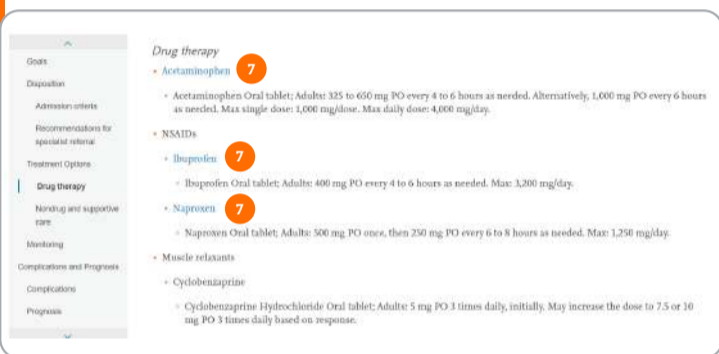 Goals
Disposition
Admission criteria
Recommendations for
specialist referral
Treatment Options
Drug therapy
Nondrug and supportive
care
Monitoring
Complications and Prognosis
Complications
Prognosis
Drug therapy
• Acetaminophen 7
◦ Acetaminophen Oral tablet; Adults: 325 to 650 mg PO every 4 to 6 hours as needed. Alternatively, 1,000 mg PO every 6 hours
as needed. Max single dose: 1,000 mg/dose. Max daily dose: 4,000 mg/day.
• NSAIDs
• Ibuprofen 7
◦ Ibuprofen Oral tablet; Adults: 400 mg PO every 4 to 6 hours as needed. Max: 3,200 mg/day.
• Naproxen 7
◦ Naproxen Oral tablet; Adults: 500 mg PO once, then 250 mg PO every 6 to 8 hours as needed. Max: 1,250 mg/day.
• Muscle relaxants
◦ Cyclobenzaprine
◦ Cyclobenzaprine Hydrochloride Oral tablet; Adults: 5 mg PO 3 times daily, initially. May increase the dose to 7.5 or 10
mg PO 3 times daily based on response.